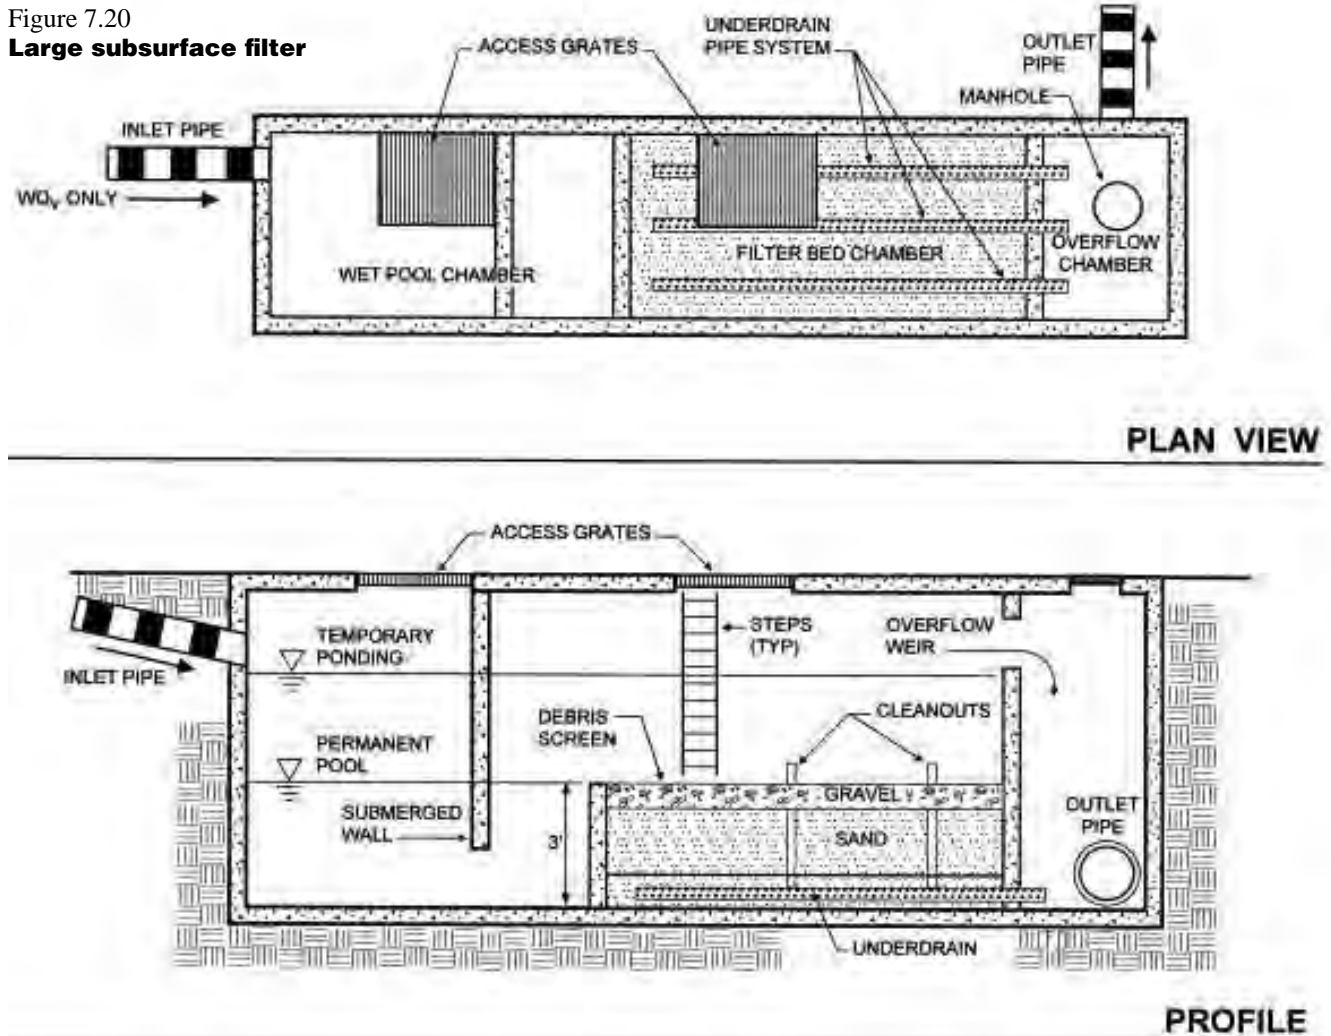 Figure 7.20
Large subsurface filter
ACCESS GRATES
UNDERDRAIN
PIPE SYSTEM
OUTLET
PIPE
MANHOLE
INLET PIPE
WQV ONLY
WET POOL CHAMBER
FILTER BED CHAMBER
OVERFLOW
CHAMBER
PLAN VIEW
ACCESS GRATES
TEMPORARY
PONDING
STEPS
(TYP)
OVERFLOW
WEIR
INLET PIPE
DEBRIS
SCREEN
CLEANOUTS
PERMANENT
POOL
GRAVEL
SUBMERGED
WALL
3'
SAND
OUTLET
PIPE
UNDERDRAIN
PROFILE